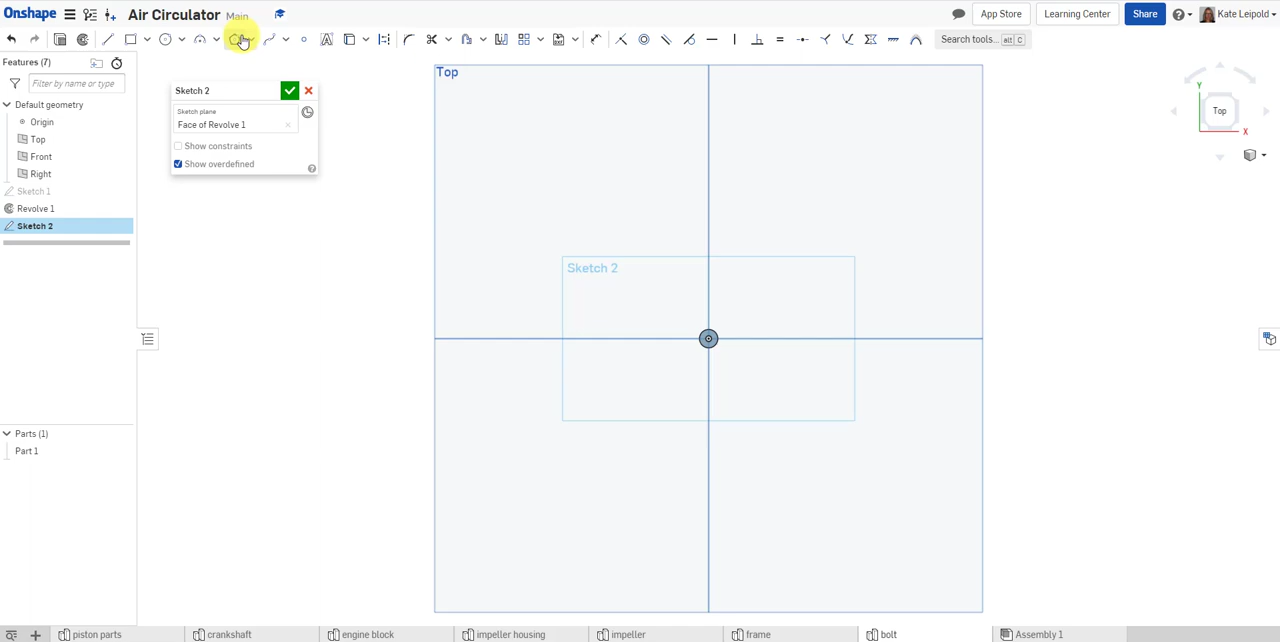 Onshape Air Circulator Main App Store Learning Center Share Kate Leipold
Search tools... alt C
Features (7)
Filter by name or type
Default geometry
Origin
Top
Front
Right
Sketch 1
Revolve 1
Sketch 2
Parts (1)
Part 1
Sketch 2
Sketch plane
Face of Revolve 1
Show constraints
Show overdefined
Top
Sketch 2
Y
Top
X
piston parts crankshaft engine block impeller housing impeller frame bolt Assembly 1